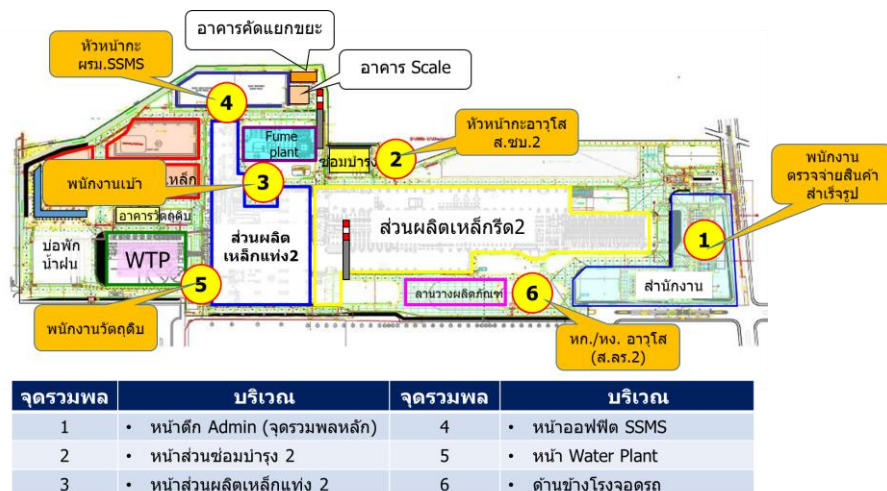 อาคารคัดแยกขยะ
หัวหน้ากะ
ผรม.SSMS
อาคาร Scale
4
หัวหน้ากะอาวุโส
ส.ซบ.2
Fume
plant
ซ่อมบำรุง
2
พนักงาน
ตรวจจ่ายสินค้า
สำเร็จรูป
พนักงานเบ้า
เหล็ก
3
อาคารวัตถุดิบ
ส่วนผลิต
เหล็กแท่ง2
ส่วนผลิตเหล็กรีด2
1
บ่อพัก
น้ำฝน
WTP
5
ลานวางผลิตภัณฑ์
6
สำนักงาน
พนักงานวัตถุดิบ
หก./หง. อาวุโส
(ส.ลร.2)
จุดรวมพล บริเวณ จุดรวมพล บริเวณ
1 • หน้าตึก Admin (จุดรวมพลหลัก) 4 • หน้าออฟฟิต SSMS
2 • หน้าส่วนซ่อมบำรุง 2 5 • หน้า Water Plant
3 • หน้าส่วนผลิตเหล็กแท่ง 2 6 • ด้านข้างโรงจอดรถ